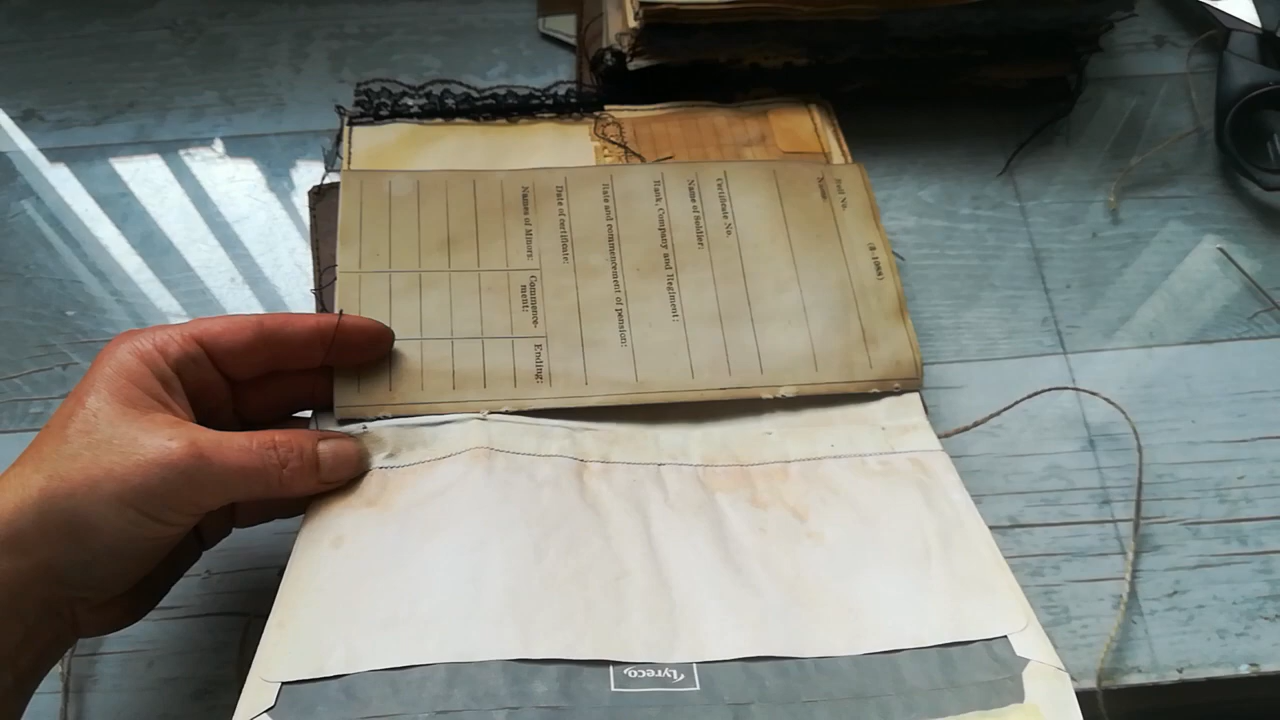 (3-1088)
Roll No.
Name
Certificate No.
Name of Soldier:
Rank, Company and Regiment:
Rate and commencement of pension:
Date of certificate:
Names of Minors: Commence- Ending:
ment:
Lyreco